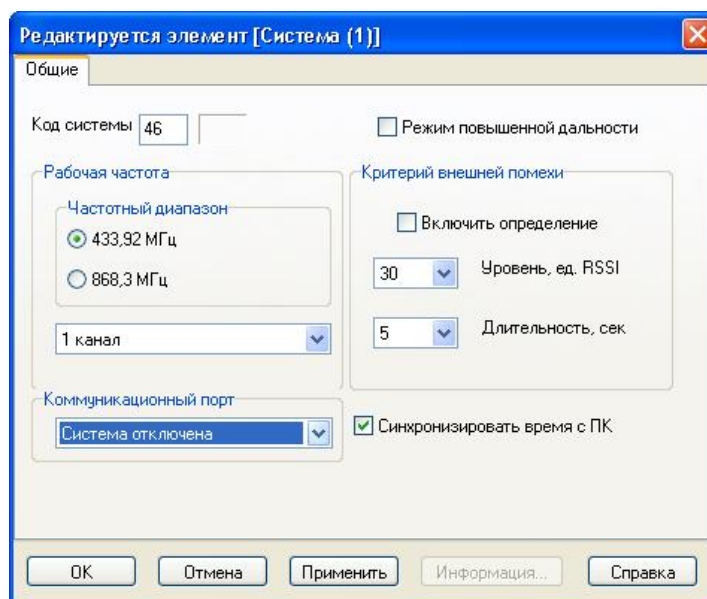 Редактируется элемент [Система (1)]
Общие
Код системы 46
Режим повышенной дальности
Рабочая частота
Критерий внешней помехи
Частотный диапазон
Включить определение
433,92 МГц
30 Уровень, ед. RSSI
868,3 МГц
1 канал
5 Длительность, сек
Коммуникационный порт
Система отключена
Синхронизировать время с ПК
ОК Отмена Применить Информация... Справка